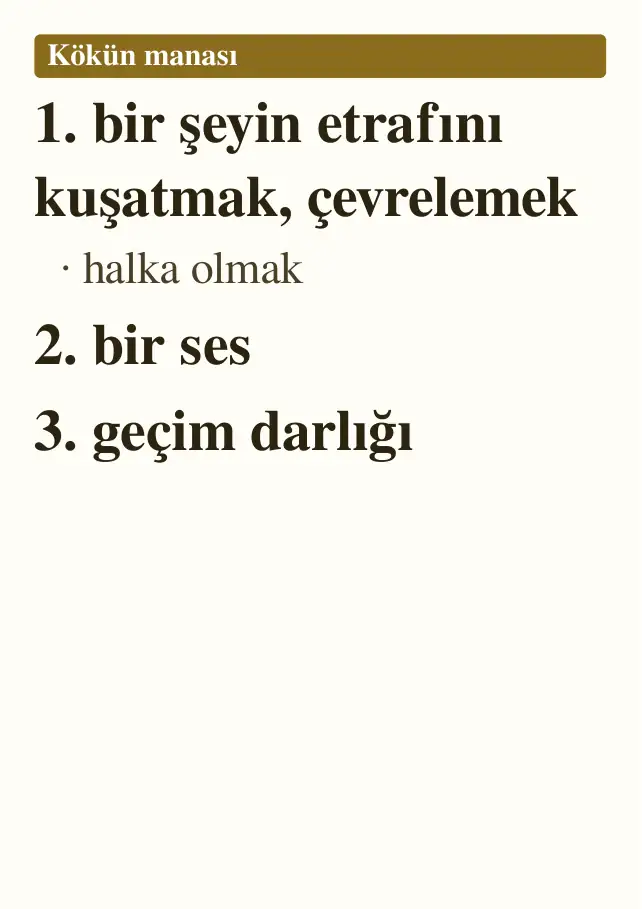 Kökün manası
1. bir şeyin etrafını
kuşatmak, çevrelemek
· halka olmak
2. bir ses
3. geçim darlığı